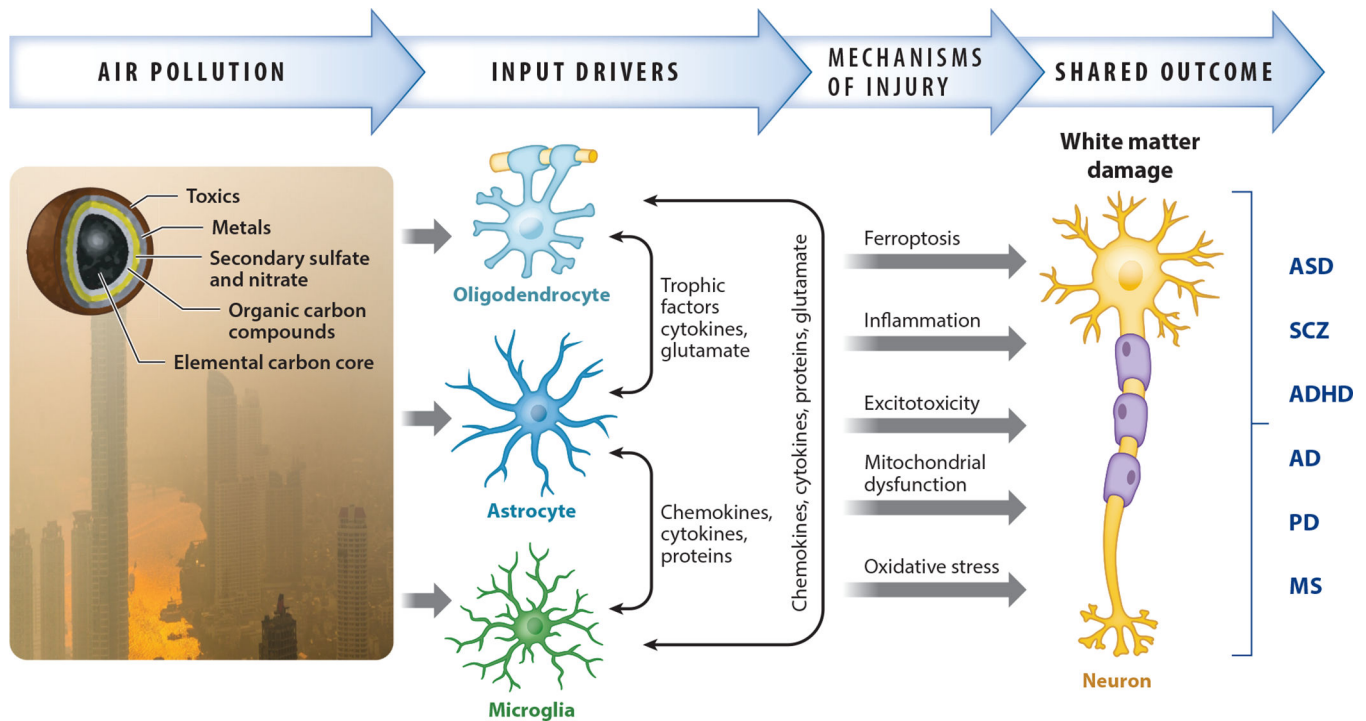 AIR POLLUTION
INPUT DRIVERS
MECHANISMS
OF INJURY
SHARED OUTCOME
Toxics
Metals
Secondary sulfate
and nitrate
Organic carbon
compounds
Elemental carbon core
Oligodendrocyte
Astrocyte
Microglia
Trophic
factors
cytokines,
glutamate
Chemokines,
cytokines,
proteins
Chemokines, cytokines, proteins, glutamate
Ferroptosis
Inflammation
Excitotoxicity
Mitochondrial
dysfunction
Oxidative stress
White matter
damage
Neuron
ASD
SCZ
ADHD
AD
PD
MS